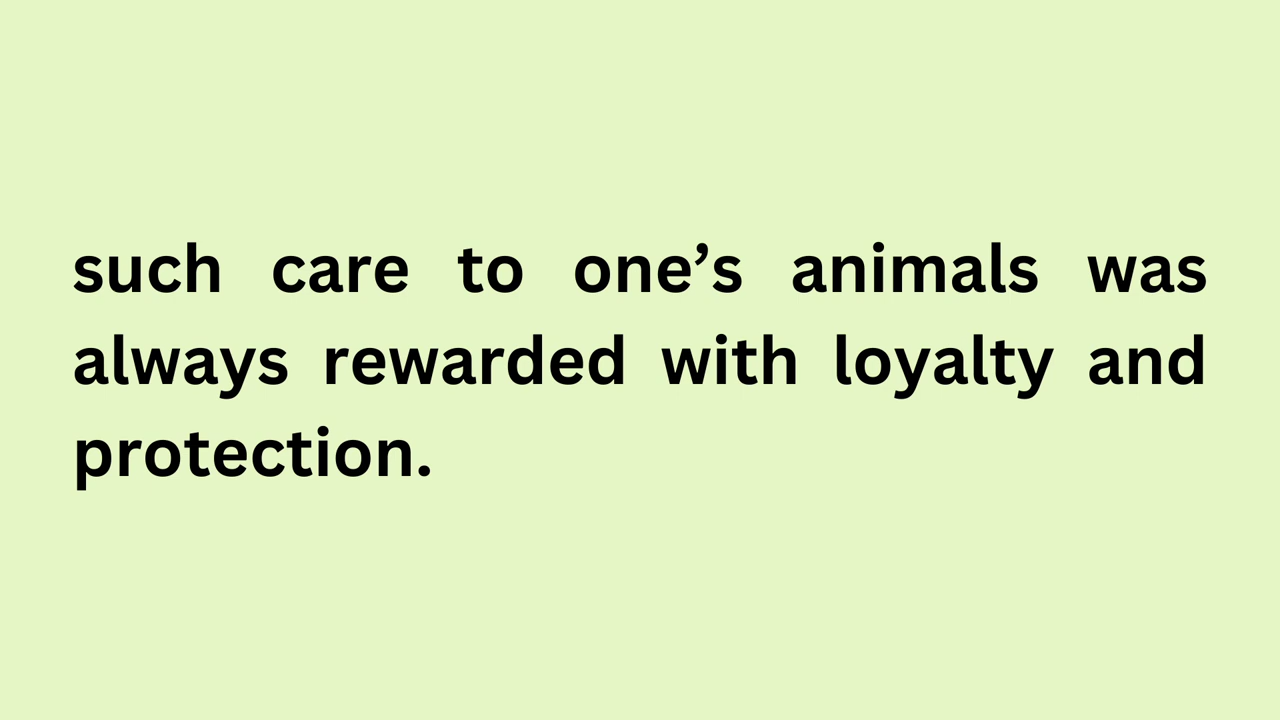 such care to one’s animals was
always rewarded with loyalty and
protection.